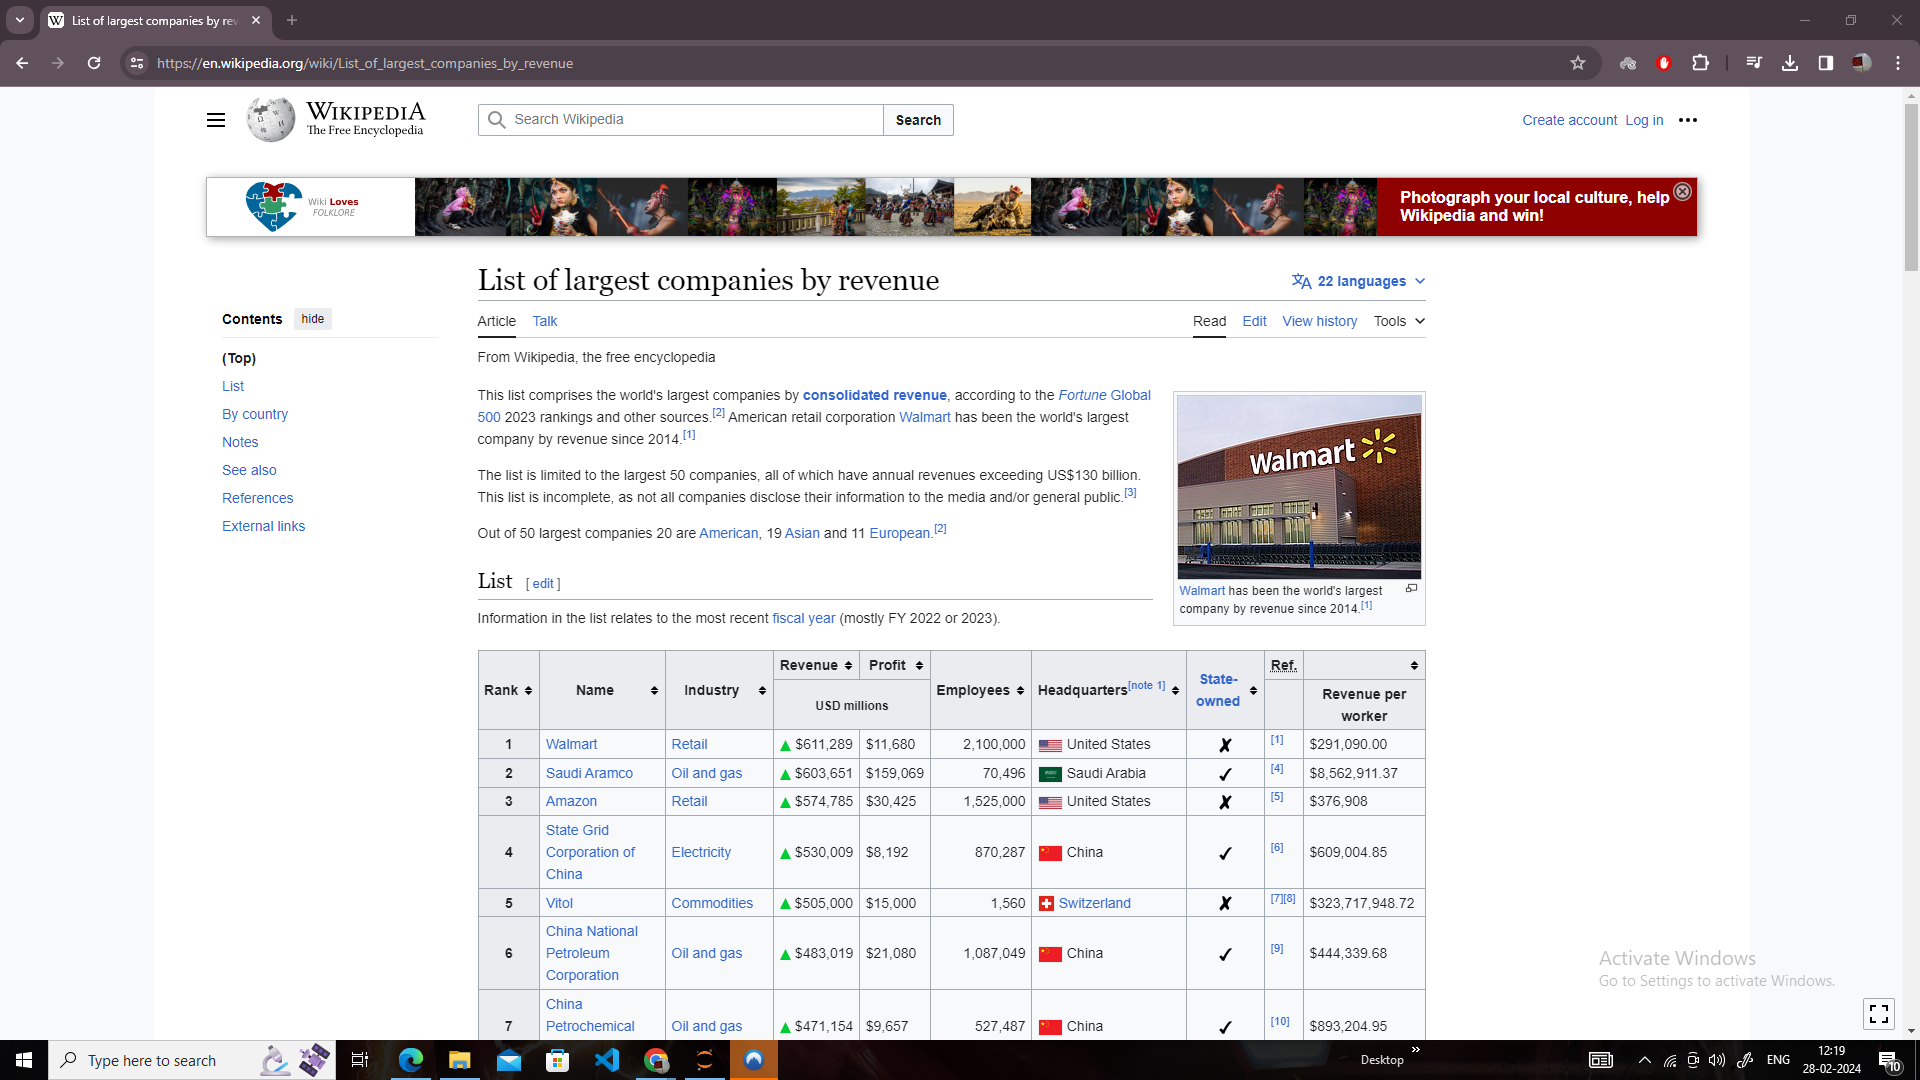 List of largest companies by rev
https://en.wikipedia.org/wiki/List_of_largest_companies_by_revenue
WIKIPEDIA
The Free Encyclopedia
Search Wikipedia
Search
Create account Log in
Wiki Loves
FOLKLORE
Photograph your local culture, help
Wikipedia and win!
List of largest companies by revenue
22 languages
Contents hide
(Top)
List
By country
Notes
See also
References
External links
Article Talk
Read Edit View history Tools
From Wikipedia, the free encyclopedia
This list comprises the world's largest companies by consolidated revenue, according to the Fortune Global
500 2023 rankings and other sources.[2] American retail corporation Walmart has been the world's largest
company by revenue since 2014.[1]
The list is limited to the largest 50 companies, all of which have annual revenues exceeding US$130 billion.
This list is incomplete, as not all companies disclose their information to the media and/or general public.[3]
Out of 50 largest companies 20 are American, 19 Asian and 11 European.[2]
Walmart
Walmart has been the world's largest
company by revenue since 2014.[1]
List [ edit ]
Information in the list relates to the most recent fiscal year (mostly FY 2022 or 2023).
Rank Name Industry Revenue Profit USD millions Employees Headquarters[note 1] State-owned Ref. Revenue per worker
1 Walmart Retail ▲ $611,289 $11,680 2,100,000 United States ✗ [1] $291,090.00
2 Saudi Aramco Oil and gas ▲ $603,651 $159,069 70,496 Saudi Arabia ✓ [4] $8,562,911.37
3 Amazon Retail ▲ $574,785 $30,425 1,525,000 United States ✗ [5] $376,908
4 State Grid Corporation of China Electricity ▲ $530,009 $8,192 870,287 China ✓ [6] $609,004.85
5 Vitol Commodities ▲ $505,000 $15,000 1,560 Switzerland ✗ [7][8] $323,717,948.72
6 China National Petroleum Corporation Oil and gas ▲ $483,019 $21,080 1,087,049 China ✓ [9] $444,339.68
7 China Petrochemical Oil and gas ▲ $471,154 $9,657 527,487 China ✓ [10] $893,204.95
Activate Windows
Go to Settings to activate Windows.
Type here to search
Desktop
ENG
12:19
28-02-2024
10